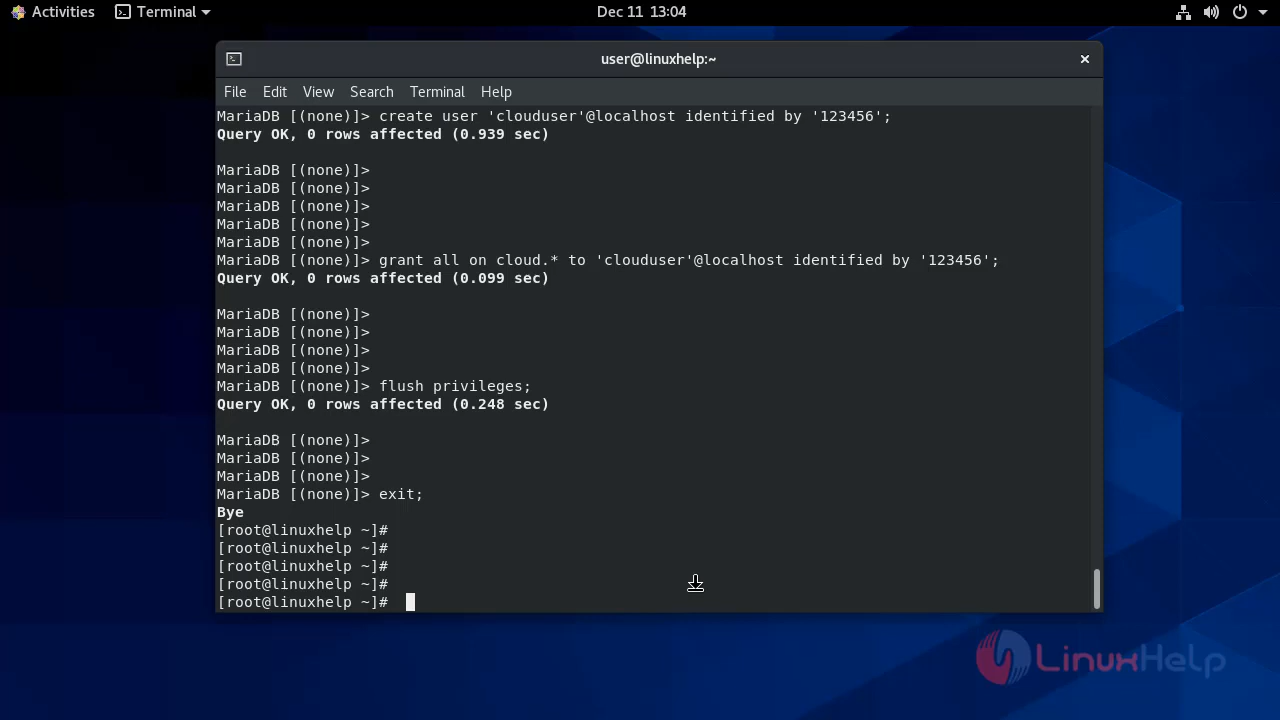 Activities Terminal Dec 11 13:04
user@linuxhelp:~
File Edit View Search Terminal Help
MariaDB [(none)]> create user 'clouduser'@localhost identified by '123456';
Query OK, 0 rows affected (0.939 sec)
MariaDB [(none)]>
MariaDB [(none)]>
MariaDB [(none)]>
MariaDB [(none)]>
MariaDB [(none)]>
MariaDB [(none)]> grant all on cloud.* to 'clouduser'@localhost identified by '123456';
Query OK, 0 rows affected (0.099 sec)
MariaDB [(none)]>
MariaDB [(none)]>
MariaDB [(none)]>
MariaDB [(none)]>
MariaDB [(none)]> flush privileges;
Query OK, 0 rows affected (0.248 sec)
MariaDB [(none)]>
MariaDB [(none)]>
MariaDB [(none)]>
MariaDB [(none)]> exit;
Bye
[root@linuxhelp ~]#
[root@linuxhelp ~]#
[root@linuxhelp ~]#
[root@linuxhelp ~]#
[root@linuxhelp ~]#
LinuxHelp